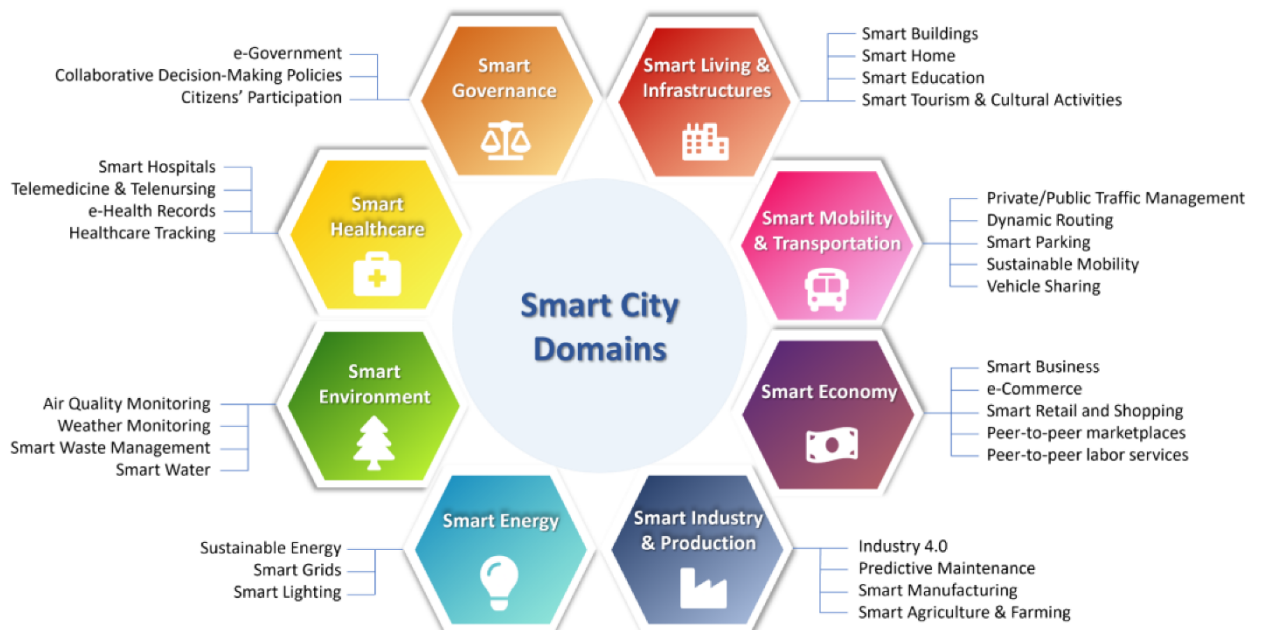 Smart City
Domains
Smart
Governance
e-Government
Collaborative Decision-Making Policies
Citizens' Participation
Smart Living &
Infrastructures
Smart Buildings
Smart Home
Smart Education
Smart Tourism & Cultural Activities
Smart
Healthcare
Smart Hospitals
Telemedicine & Telenursing
e-Health Records
Healthcare Tracking
Smart Mobility
& Transportation
Private/Public Traffic Management
Dynamic Routing
Smart Parking
Sustainable Mobility
Vehicle Sharing
Smart
Environment
Air Quality Monitoring
Weather Monitoring
Smart Waste Management
Smart Water
Smart Economy
Smart Business
e-Commerce
Smart Retail and Shopping
Peer-to-peer marketplaces
Peer-to-peer labor services
Smart Energy
Sustainable Energy
Smart Grids
Smart Lighting
Smart Industry
& Production
Industry 4.0
Predictive Maintenance
Smart Manufacturing
Smart Agriculture & Farming